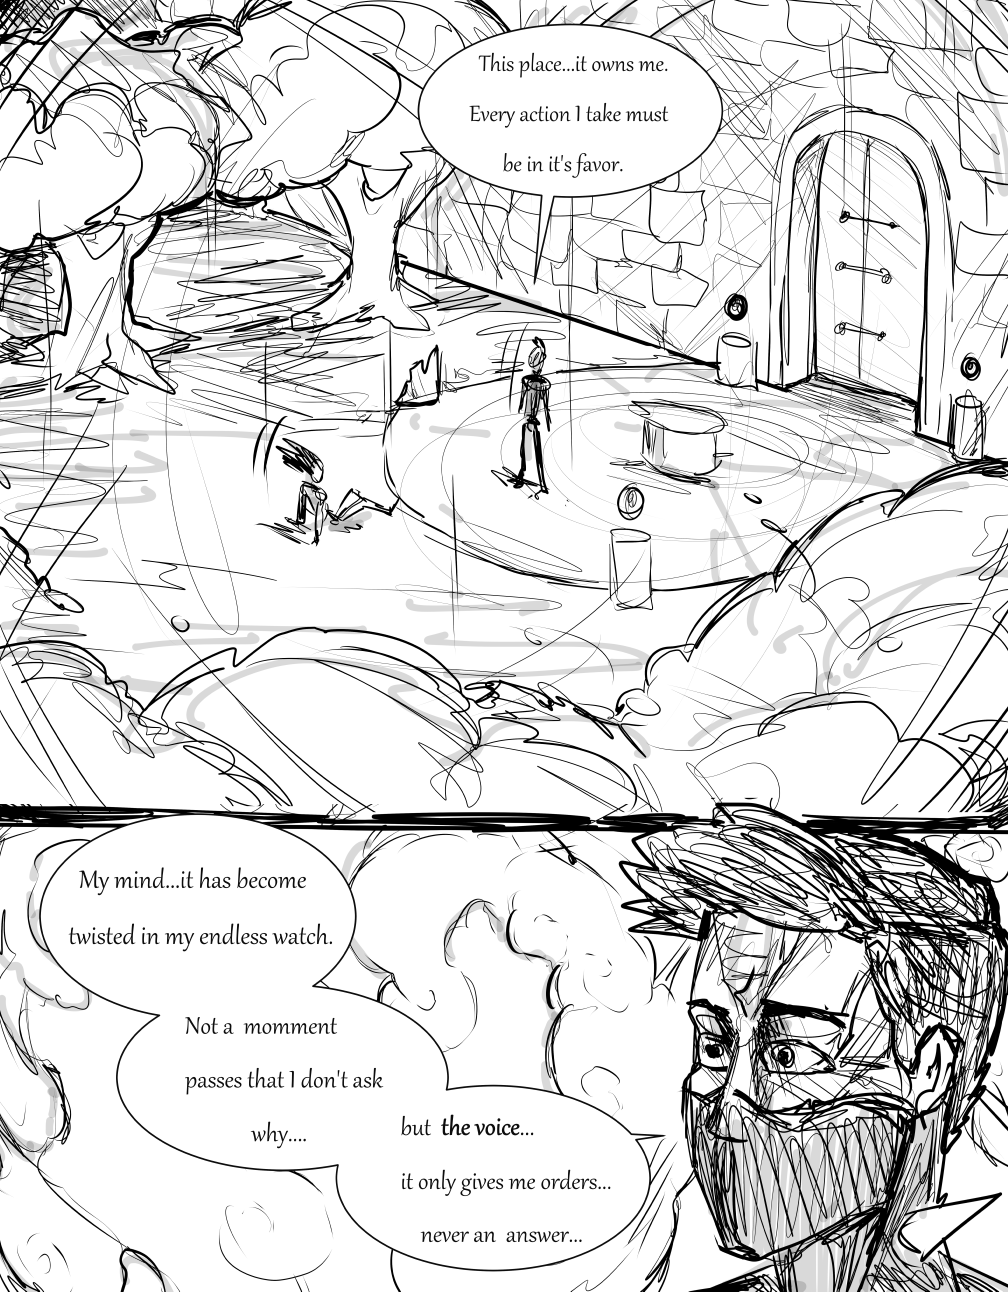 This place...it owns me.
Every action I take must
be in it's favor.
My mind...it has become
twisted in my endless watch.
Not a momment
passes that I don't ask
why....
but the voice...
it only gives me orders...
never an answer...